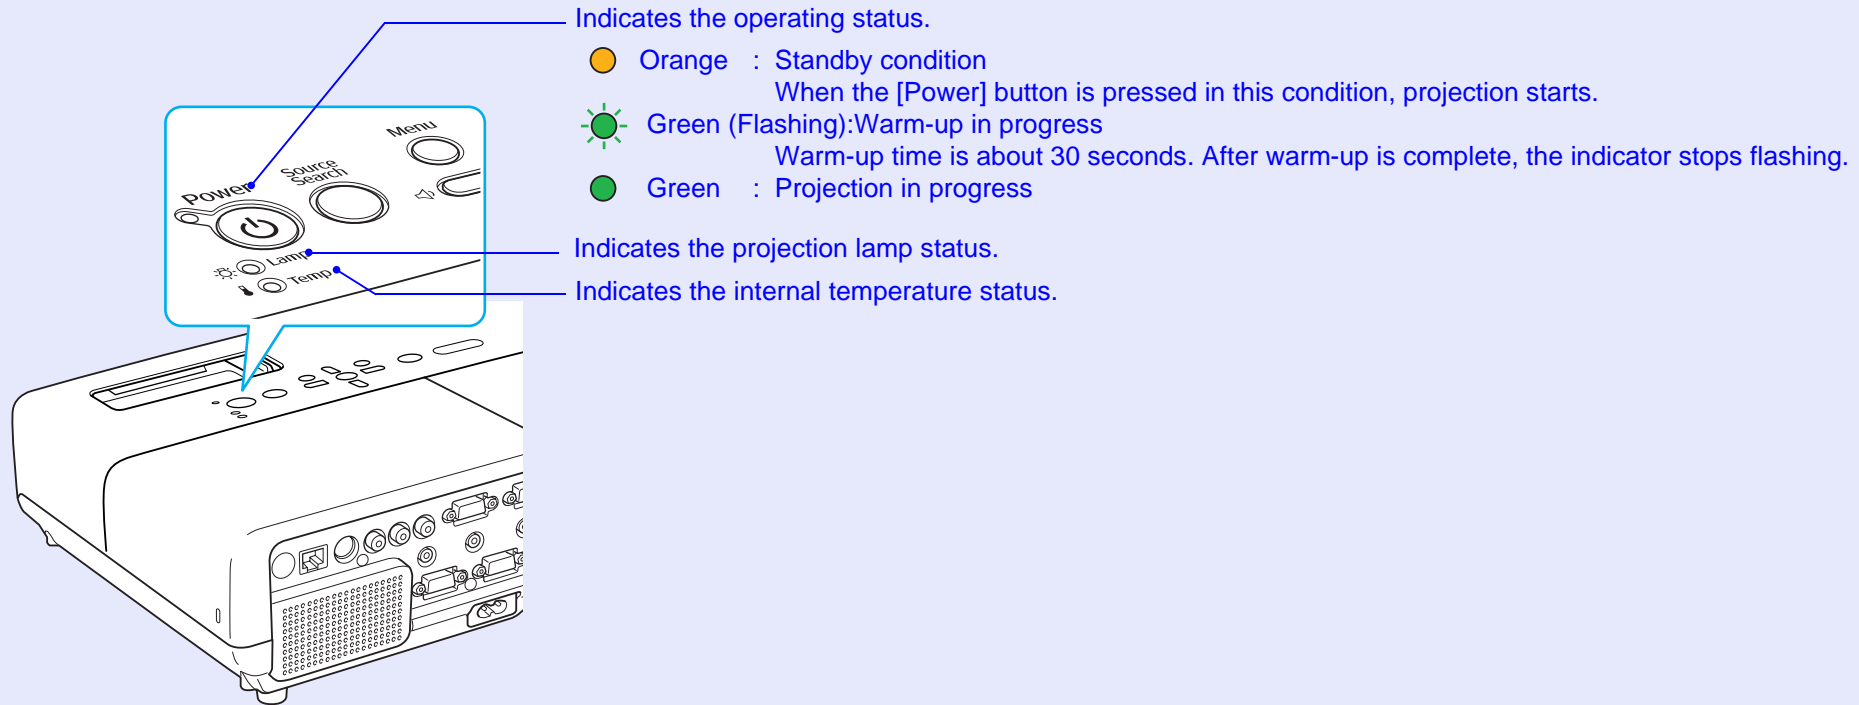 Indicates the operating status.
Orange : Standby condition
When the [Power] button is pressed in this condition, projection starts.
Green (Flashing):Warm-up in progress
Warm-up time is about 30 seconds. After warm-up is complete, the indicator stops flashing.
Green : Projection in progress
Indicates the projection lamp status.
Indicates the internal temperature status.
Menu
Source
Search
Power
Lamp
Temp